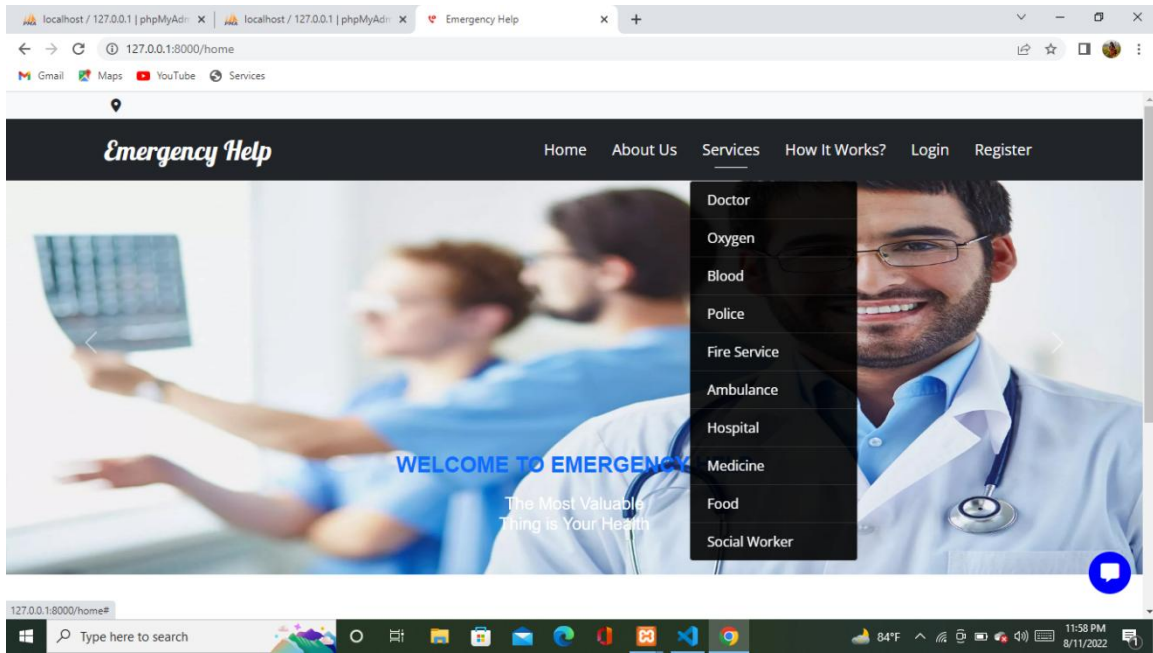 localhost / 127.0.0.1 | phpMyAdn
localhost / 127.0.0.1 | phpMyAdn
Emergency Help
127.0.0.1:8000/home
Gmail
Maps
YouTube
Services
Emergency Help
Home
About Us
Services
How It Works?
Login
Register
Doctor
Oxygen
Blood
Police
Fire Service
Ambulance
Hospital
Medicine
Food
Social Worker
WELCOME TO EMERGENCY
The Most Valuable
Thing is Your Health
127.0.0.1:8000/home#
Type here to search
84°F
11:58 PM
8/11/2022
1